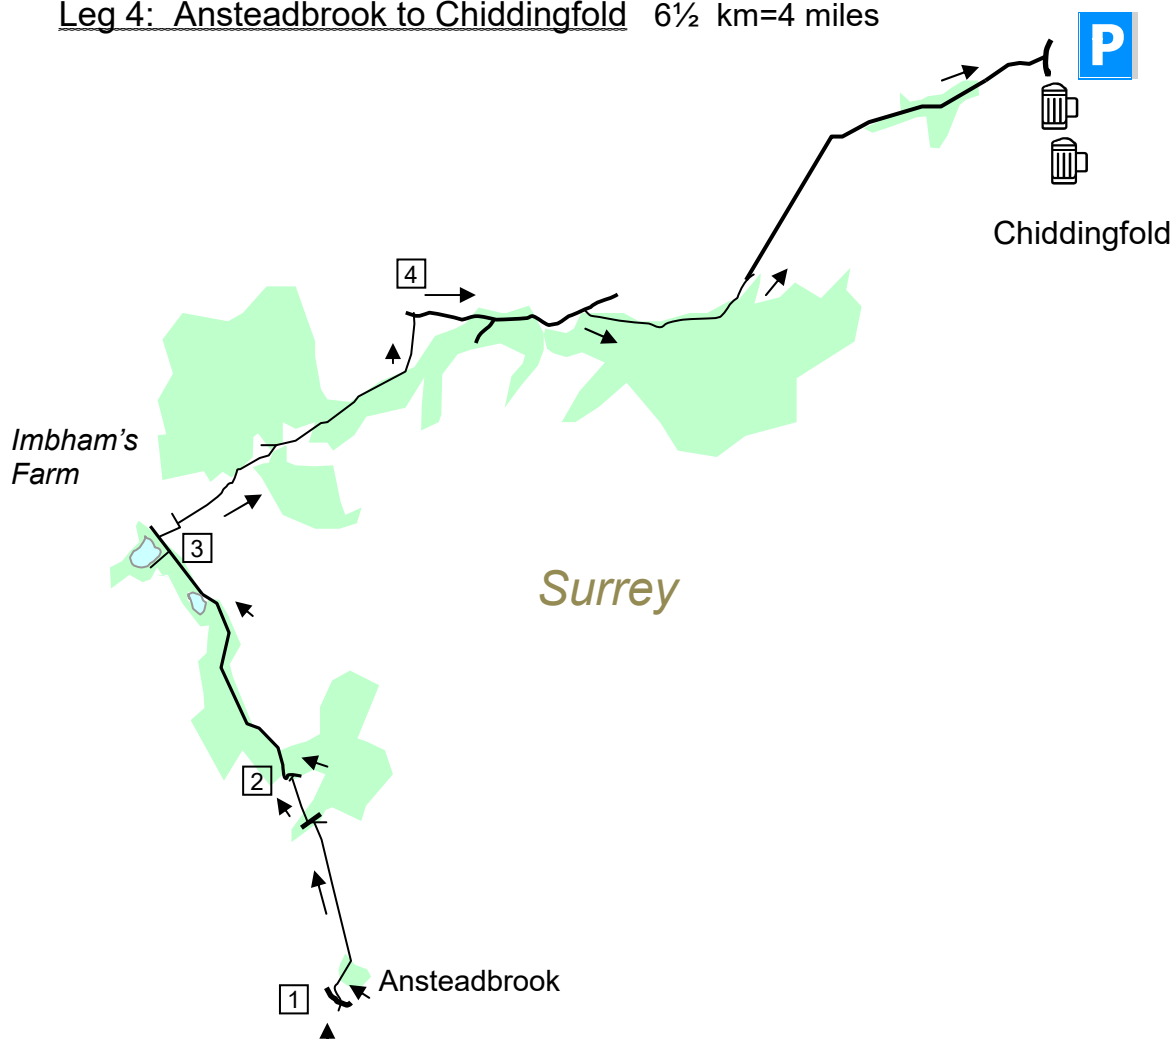 Leg 4: Ansteadbrook to Chiddingfold 6½ km=4 miles
P
Chiddingfold
4
Imbham's
Farm
3
Surrey
2
Ansteadbrook
1